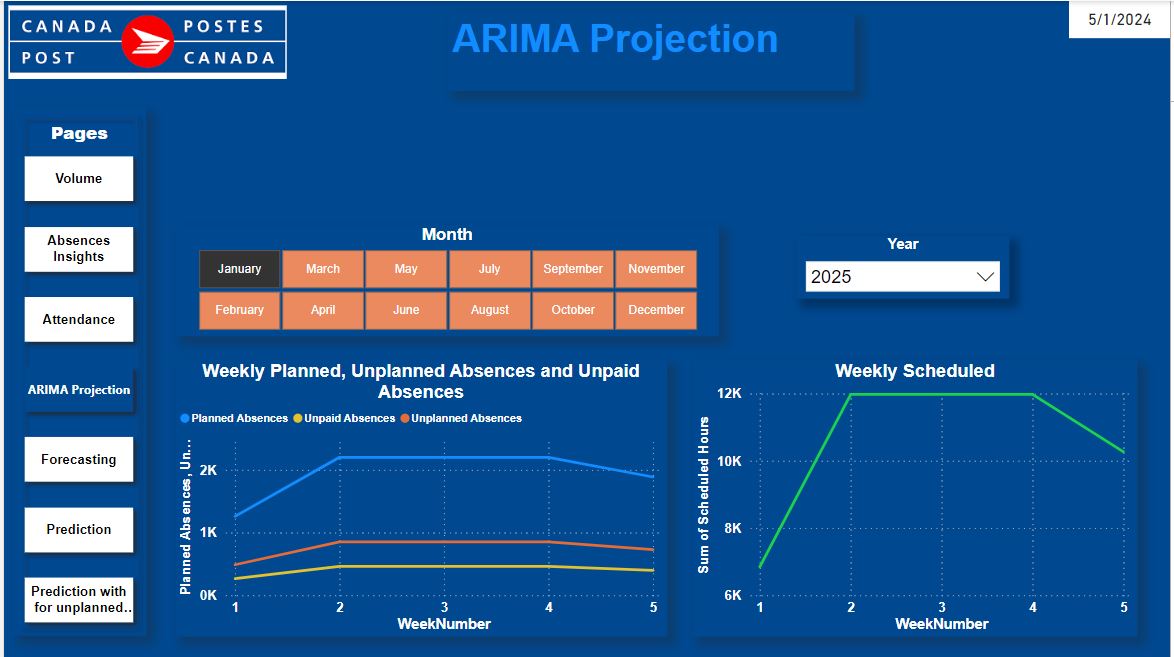 CANADA POSTES
POST CANADA
ARIMA Projection
5/1/2024
Pages
Volume
Absences
Insights
Attendance
ARIMA Projection
Forecasting
Prediction
Prediction with
for unplanned..
Month
January March May July September November
February April June August October December
Year
2025
Weekly Planned, Unplanned Absences and Unpaid
Absences
Planned Absences Unpaid Absences Unplanned Absences
Planned Absences, Un...
2K
1K
0K
1 2 3 4 5
WeekNumber
Weekly Scheduled
Sum of Scheduled Hours
12K
10K
8K
6K
1 2 3 4 5
WeekNumber